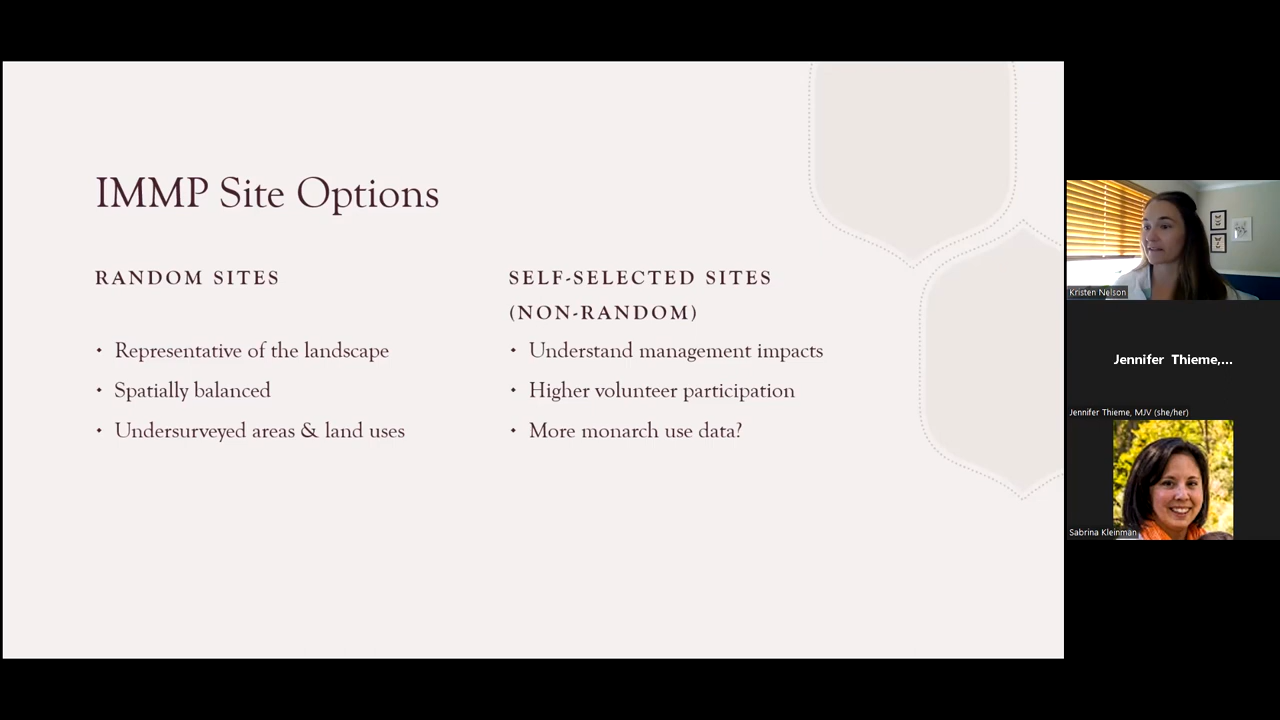 IMMP Site Options
RANDOM SITES
• Representative of the landscape
• Spatially balanced
• Undersurveyed areas & land uses
SELF-SELECTED SITES
(NON-RANDOM)
• Understand management impacts
• Higher volunteer participation
• More monarch use data?
Kristen Nelson
Jennifer Thieme,...
Jennifer Thieme, MJV (she/her)
Sabrina Kleinman